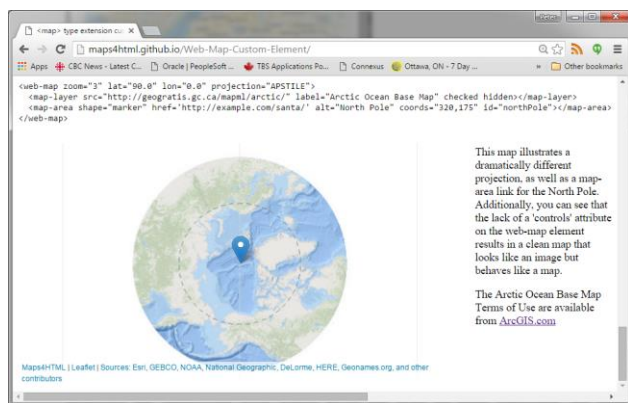 <map> type extension cu
maps4html.github.io/Web-Map-Custom-Element/
Apps CBC News - Latest C... Oracle | PeopleSoft ... TBS Applications Po... Connexus Ottawa, ON - 7 Day ... » Other bookmarks
<web-map zoom="3" lat="90.0" lon="0.0" projection="APSTILE">
<map-layer src="http://geogratis.gc.ca/mapml/arctic/" label="Arctic Ocean Base Map" checked hidden></map-layer>
<map-area shape="marker" href='http://example.com/santa/' alt="North Pole" coords="320,175" id="northPole"></map-area>
</web-map>
This map illustrates a
dramatically different
projection, as well as a map-
area link for the North Pole.
Additionally, you can see that
the lack of a 'controls' attribute
on the web-map element
results in a clean map that
looks like an image but
behaves like a map.
The Arctic Ocean Base Map
Terms of Use are available
from ArcGIS.com
Maps4HTML | Leaflet | Sources: Esri, GEBCO, NOAA, National Geographic, DeLorme, HERE, Geonames.org, and other
contributors